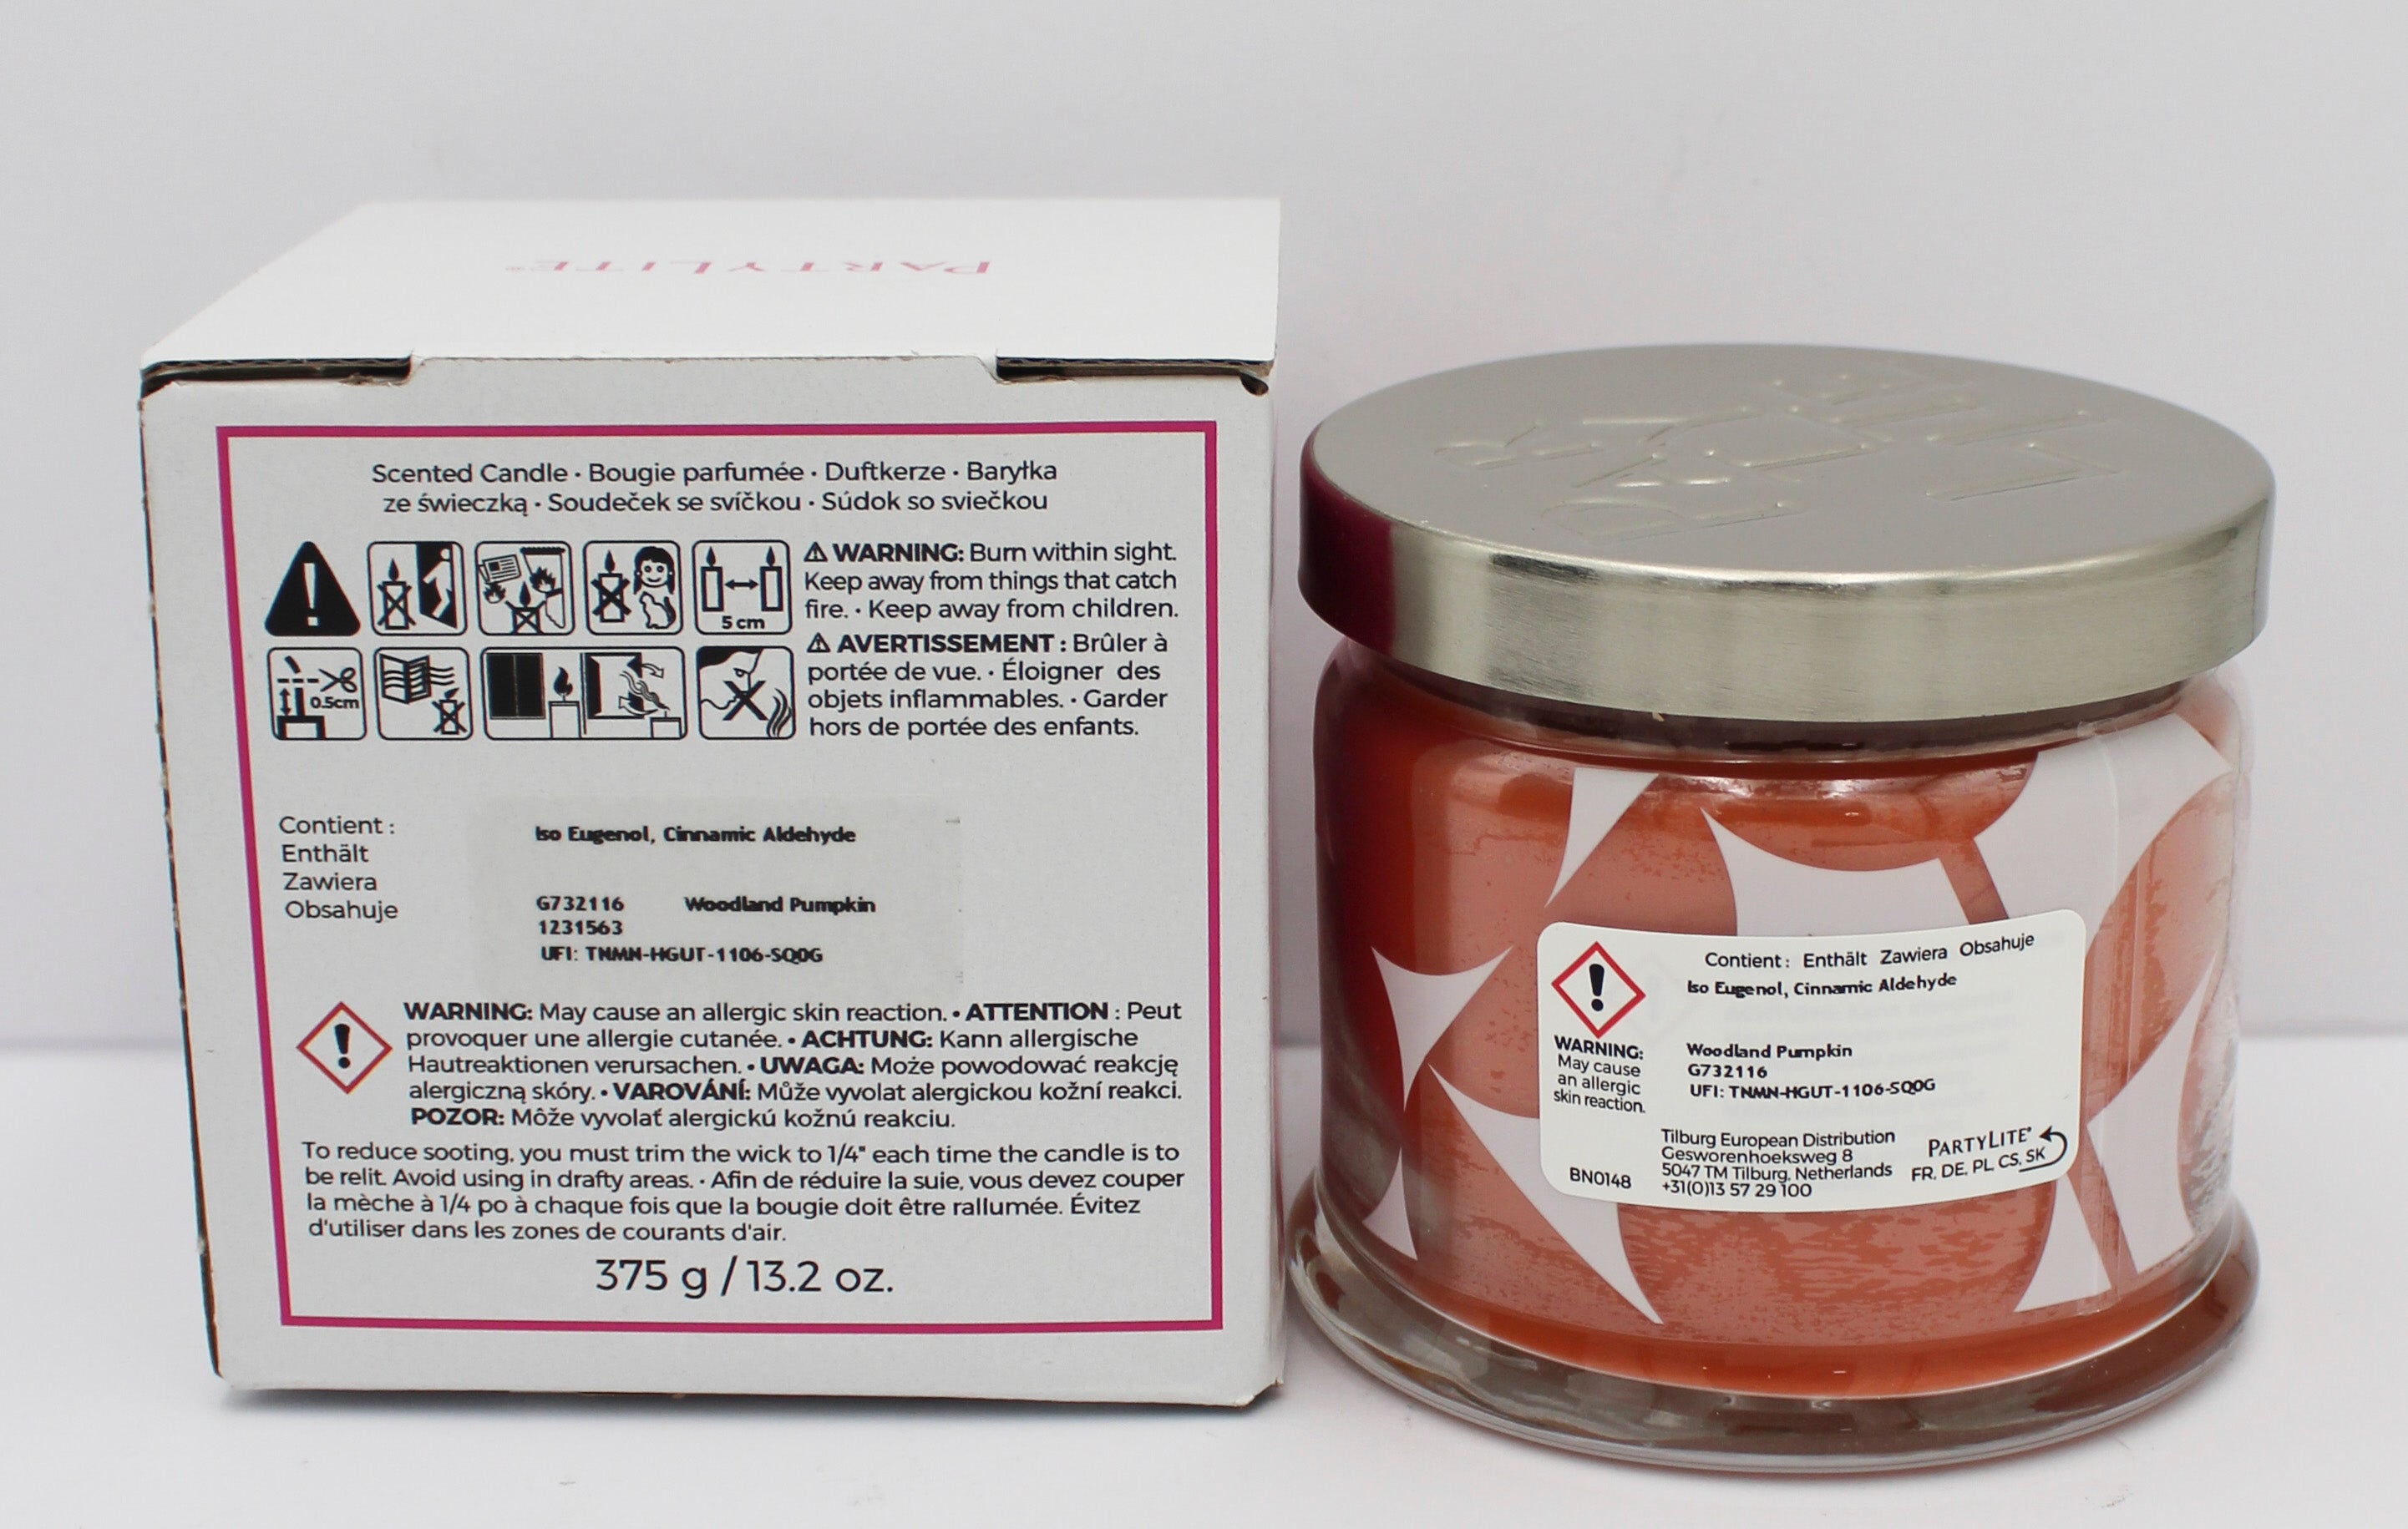 PARTYLITE®
Scented Candle • Bougie parfumée • Duftkerze • Baryłka
ze świeczką • Soudeček se svíčkou • Súdok so sviečkou
⚠ WARNING: Burn within sight.
Keep away from things that catch
fire. • Keep away from children.
5 cm
⚠ AVERTISSEMENT : Brûler à
portée de vue. • Éloigner des
objets inflammables. • Garder
hors de portée des enfants.
0.5cm
Contient :
Enthält
Zawiera
Obsahuje
Iso Eugenol, Cinnamic Aldehyde
G732116 Woodland Pumpkin
1231563
UFI: TNMN-HGUT-1106-SQ0G
WARNING: May cause an allergic skin reaction. • ATTENTION : Peut
provoquer une allergie cutanée. • ACHTUNG: Kann allergische
Hautreaktionen verursachen. • UWAGA: Może powodować reakcję
alergiczną skóry. • VAROVÁNÍ: Může vyvolat alergickou kožní reakci.
POZOR: Môže vyvolať alergickú kožnú reakciu.
To reduce sooting, you must trim the wick to 1/4" each time the candle is to
be relit. Avoid using in drafty areas. • Afin de réduire la suie, vous devez couper
la mèche à 1/4 po à chaque fois que la bougie doit être rallumée. Évitez
d'utiliser dans les zones de courants d'air.
375 g / 13.2 oz.
PARTYLITE
Contient : Enthält Zawiera Obsahuje
Iso Eugenol, Cinnamic Aldehyde
WARNING:
May cause
an allergic
skin reaction.
Woodland Pumpkin
G732116
UFI: TNMN-HGUT-1106-SQ0G
Tilburg European Distribution
Gesworenhoeksweg 8
5047 TM Tilburg, Netherlands
+31(0)13 57 29 100
BN0148
PARTYLITE®
FR, DE, PL, CS, SK